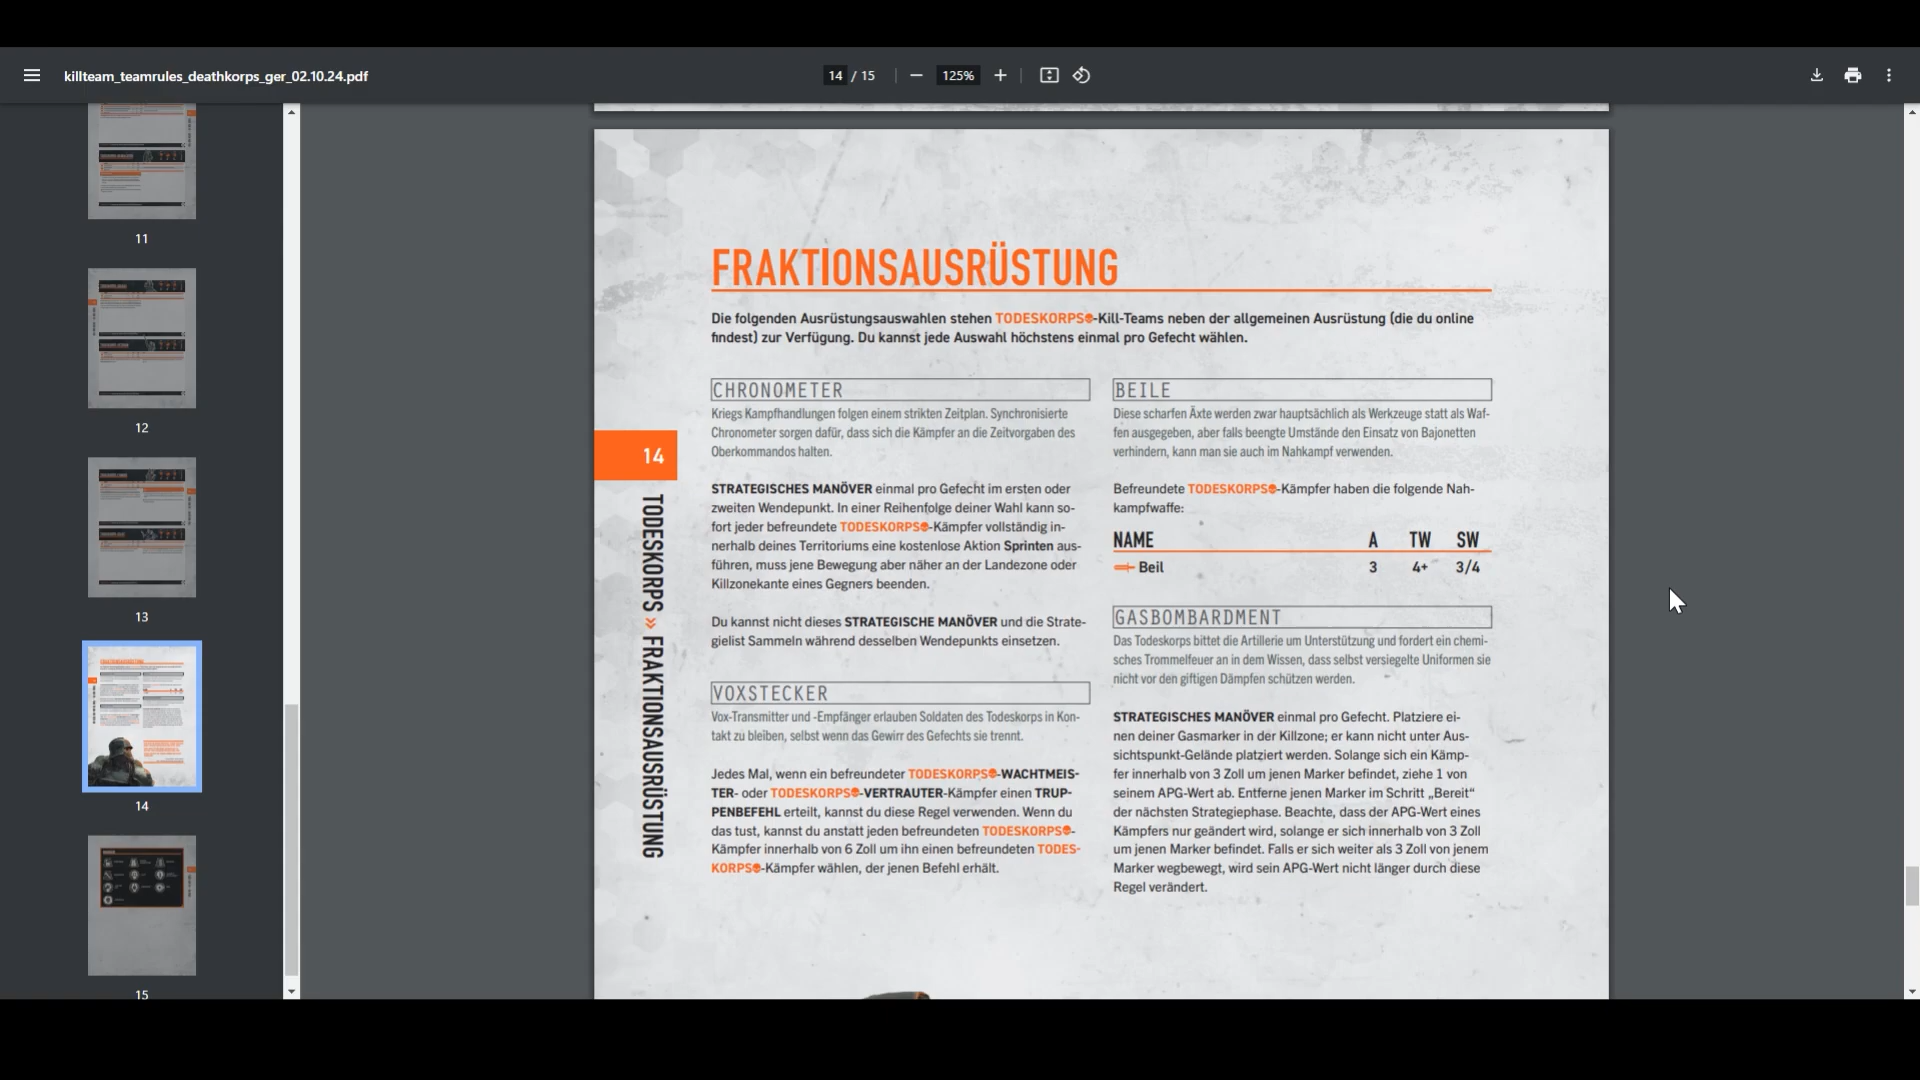 killteam_teamrules_deathkorps_ger_02.10.24.pdf
14 / 15
125%
11
12
13
14
15
FRAKTIONSAUSRÜSTUNG
Die folgenden Ausrüstungsauswahlen stehen TODESKORPS-Kill-Teams neben der allgemeinen Ausrüstung (die du online
findest) zur Verfügung. Du kannst jede Auswahl höchstens einmal pro Gefecht wählen.
CHRONOMETER
Kriegs Kampfhandlungen folgen einem strikten Zeitplan. Synchronisierte
Chronometer sorgen dafür, dass sich die Kämpfer an die Zeitvorgaben des
Oberkommandos halten.
STRATEGISCHES MANÖVER einmal pro Gefecht im ersten oder
zweiten Wendepunkt. In einer Reihenfolge deiner Wahl kann so-
fort jeder befreundete TODESKORPS-Kämpfer vollständig in-
nerhalb deines Territoriums eine kostenlose Aktion Sprinten aus-
führen, muss jene Bewegung aber näher an der Landezone oder
Killzonekante eines Gegners beenden.
Du kannst nicht dieses STRATEGISCHE MANÖVER und die Strate-
gielist Sammeln während desselben Wendepunkts einsetzen.
VOXSTECKER
Vox-Transmitter und -Empfänger erlauben Soldaten des Todeskorps in Kon-
takt zu bleiben, selbst wenn das Gewirr des Gefechts sie trennt.
Jedes Mal, wenn ein befreundeter TODESKORPS-WACHTMEIS-
TER- oder TODESKORPS-VERTRAUTER-Kämpfer einen TRUP-
PENBEFEHL erteilt, kannst du diese Regel verwenden. Wenn du
das tust, kannst du anstatt jeden befreundeten TODESKORPS-
Kämpfer innerhalb von 6 Zoll um ihn einen befreundeten TODES-
KORPS-Kämpfer wählen, der jenen Befehl erhält.
BEILE
Diese scharfen Äxte werden zwar hauptsächlich als Werkzeuge statt als Waf-
fen ausgegeben, aber falls beengte Umstände den Einsatz von Bajonetten
verhindern, kann man sie auch im Nahkampf verwenden.
Befreundete TODESKORPS-Kämpfer haben die folgende Nah-
kampfwaffe:
NAME A TW SW
Beil 3 4+ 3/4
GASBOMBARDMENT
Das Todeskorps bittet die Artillerie um Unterstützung und fordert ein chemi-
sches Trommelfeuer an in dem Wissen, dass selbst versiegelte Uniformen sie
nicht vor den giftigen Dämpfen schützen werden.
STRATEGISCHES MANÖVER einmal pro Gefecht. Platziere ei-
nen deiner Gasmarker in der Killzone; er kann nicht unter Aus-
sichtspunkt-Gelände platziert werden. Solange sich ein Kämp-
fer innerhalb von 3 Zoll um jenen Marker befindet, ziehe 1 von
seinem APG-Wert ab. Entferne jenen Marker im Schritt „Bereit“
der nächsten Strategiephase. Beachte, dass der APG-Wert eines
Kämpfers nur geändert wird, solange er sich innerhalb von 3 Zoll
um jenen Marker befindet. Falls er sich weiter als 3 Zoll von jenem
Marker wegbewegt, wird sein APG-Wert nicht länger durch diese
Regel verändert.
14
TODESKORPS » FRAKTIONSAUSRÜSTUNG